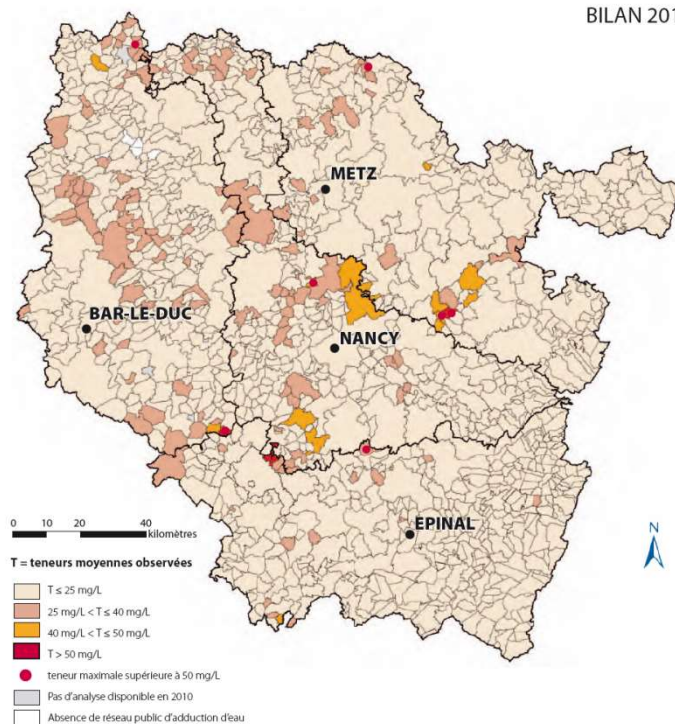 BILAN 201
METZ
BAR-LE-DUC
NANCY
EPINAL
0 10 20 40
kilomètres
N
T = teneurs moyennes observées
T ≤ 25 mg/L
25 mg/L < T ≤ 40 mg/L
40 mg/L < T ≤ 50 mg/L
T > 50 mg/L
teneur maximale supérieure à 50 mg/L
Pas d'analyse disponible en 2010
Absence de réseau public d'adduction d'eau